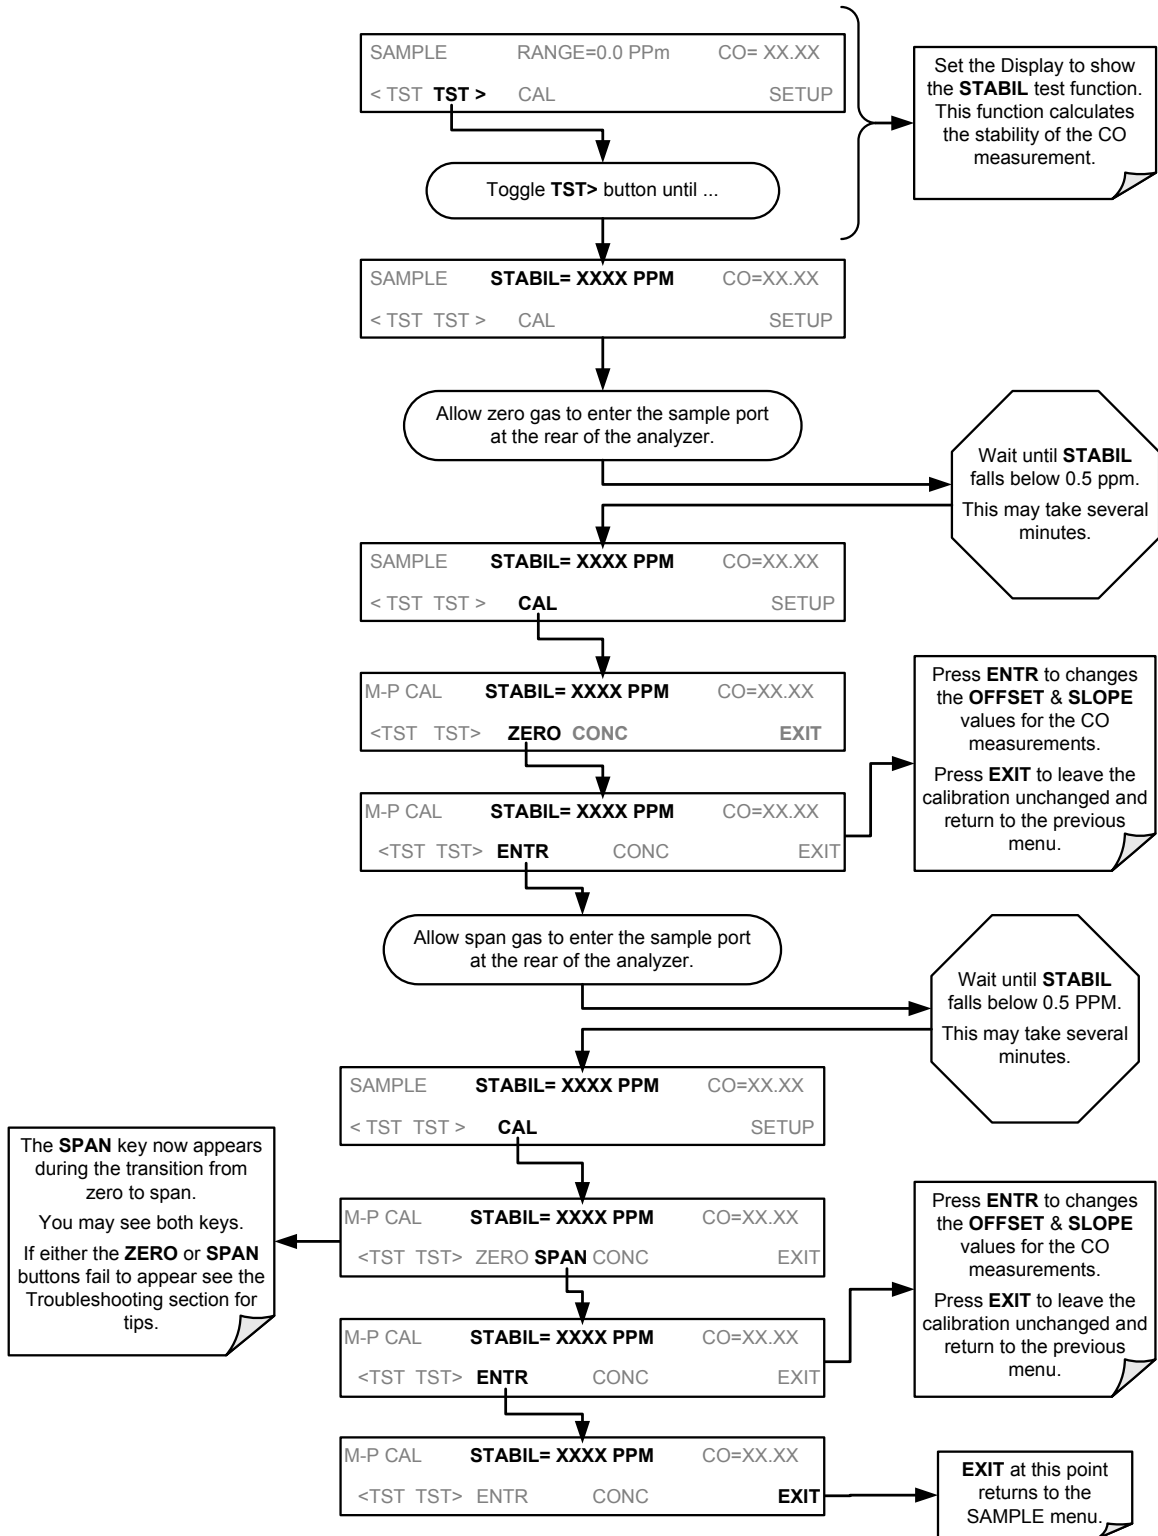 SAMPLE RANGE=0.0 PPm CO= XX.XX
< TST TST > CAL SETUP
Set the Display to show
the STABIL test function.
This function calculates
the stability of the CO
measurement.
Toggle TST> button until ...
SAMPLE STABIL= XXXX PPM CO=XX.XX
< TST TST > CAL SETUP
Allow zero gas to enter the sample port
at the rear of the analyzer.
Wait until STABIL
falls below 0.5 ppm.
This may take several
minutes.
SAMPLE STABIL= XXXX PPM CO=XX.XX
< TST TST > CAL SETUP
M-P CAL STABIL= XXXX PPM CO=XX.XX
<TST TST> ZERO CONC EXIT
M-P CAL STABIL= XXXX PPM CO=XX.XX
<TST TST> ENTR CONC EXIT
Press ENTR to changes
the OFFSET & SLOPE
values for the CO
measurements.
Press EXIT to leave the
calibration unchanged and
return to the previous
menu.
Allow span gas to enter the sample port
at the rear of the analyzer.
Wait until STABIL
falls below 0.5 PPM.
This may take several
minutes.
SAMPLE STABIL= XXXX PPM CO=XX.XX
< TST TST > CAL SETUP
The SPAN key now appears
during the transition from
zero to span.
You may see both keys.
If either the ZERO or SPAN
buttons fail to appear see the
Troubleshooting section for
tips.
M-P CAL STABIL= XXXX PPM CO=XX.XX
<TST TST> ZERO SPAN CONC EXIT
M-P CAL STABIL= XXXX PPM CO=XX.XX
<TST TST> ENTR CONC EXIT
Press ENTR to changes
the OFFSET & SLOPE
values for the CO
measurements.
Press EXIT to leave the
calibration unchanged and
return to the previous
menu.
M-P CAL STABIL= XXXX PPM CO=XX.XX
<TST TST> ENTR CONC EXIT
EXIT at this point
returns to the
SAMPLE menu.